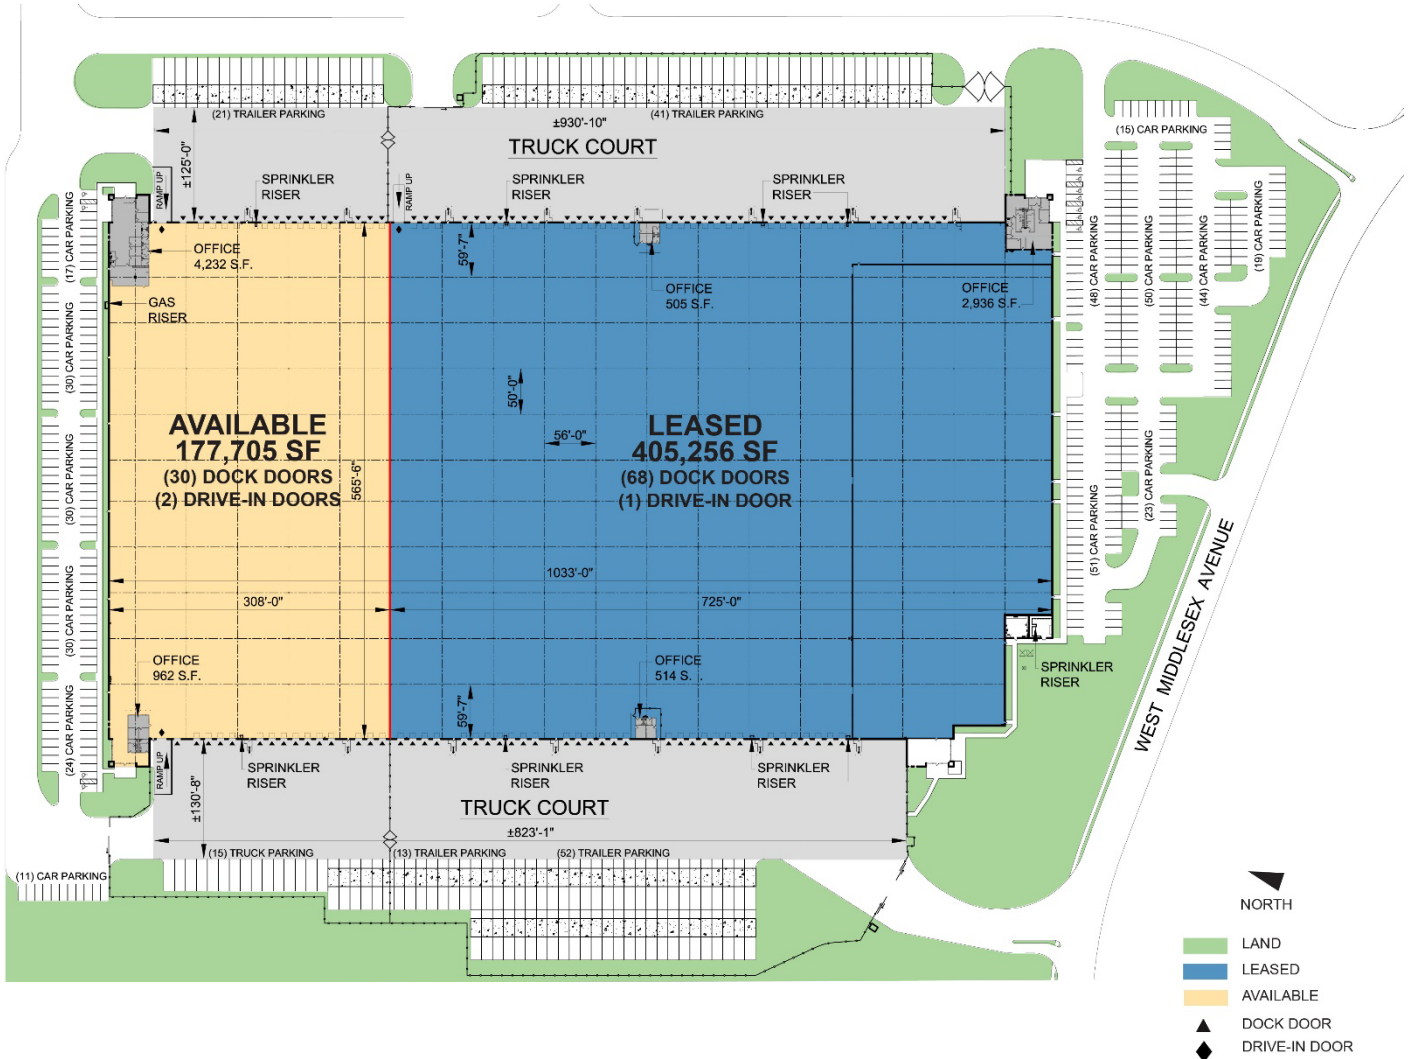 (21) TRAILER PARKING
±930'-10"
(41) TRAILER PARKING
TRUCK COURT
±125'-0"
RAMP UP
SPRINKLER
RISER
RAMP UP
SPRINKLER
RISER
SPRINKLER
RISER
(15) CAR PARKING
(17) CAR PARKING
OFFICE
4,232 S.F.
GAS
RISER
59'-7"
OFFICE
505 S.F.
OFFICE
2,936 S.F.
(48) CAR PARKING
(50) CAR PARKING
(44) CAR PARKING
(19) CAR PARKING
(30) CAR PARKING
50'-0"
56'-0"
AVAILABLE
177,705 SF
(30) DOCK DOORS
(2) DRIVE-IN DOORS
565'-6"
LEASED
405,256 SF
(68) DOCK DOORS
(1) DRIVE-IN DOOR
(30) CAR PARKING
(51) CAR PARKING
(23) CAR PARKING
1033'-0"
308'-0"
725'-0"
(30) CAR PARKING
OFFICE
962 S.F.
OFFICE
514 S.
59'-7"
SPRINKLER
RISER
WEST MIDDLESEX AVENUE
(24) CAR PARKING
RAMP UP
SPRINKLER
RISER
SPRINKLER
RISER
SPRINKLER
RISER
±130'-8"
TRUCK COURT
±823'-1"
(15) TRUCK PARKING
(13) TRAILER PARKING
(52) TRAILER PARKING
(11) CAR PARKING
NORTH
LAND
LEASED
AVAILABLE
DOCK DOOR
DRIVE-IN DOOR